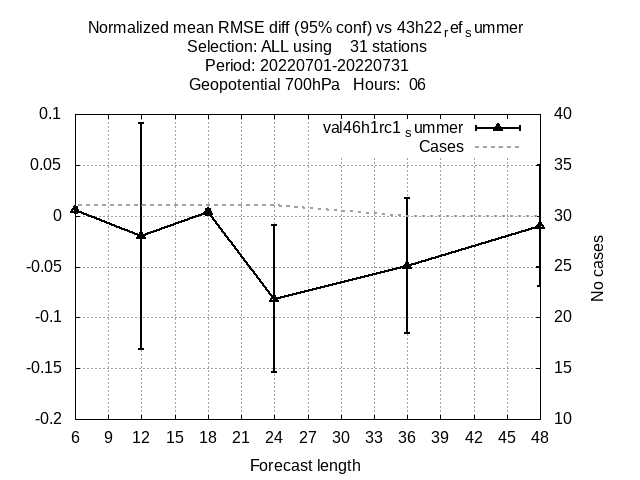 Normalized mean RMSE diff (95% conf) vs 43h22ref summer
Selection: ALL using 31 stations
Period: 20220701-20220731
Geopotential 700hPa Hours: 06
0.1
0.05
0
-0.05
-0.1
-0.15
-0.2
40
35
30
25
20
15
10
val46h1rc1 summer
Cases
No cases
6 9 12 15 18 21 24 27 30 33 36 39 42 45 48
Forecast length